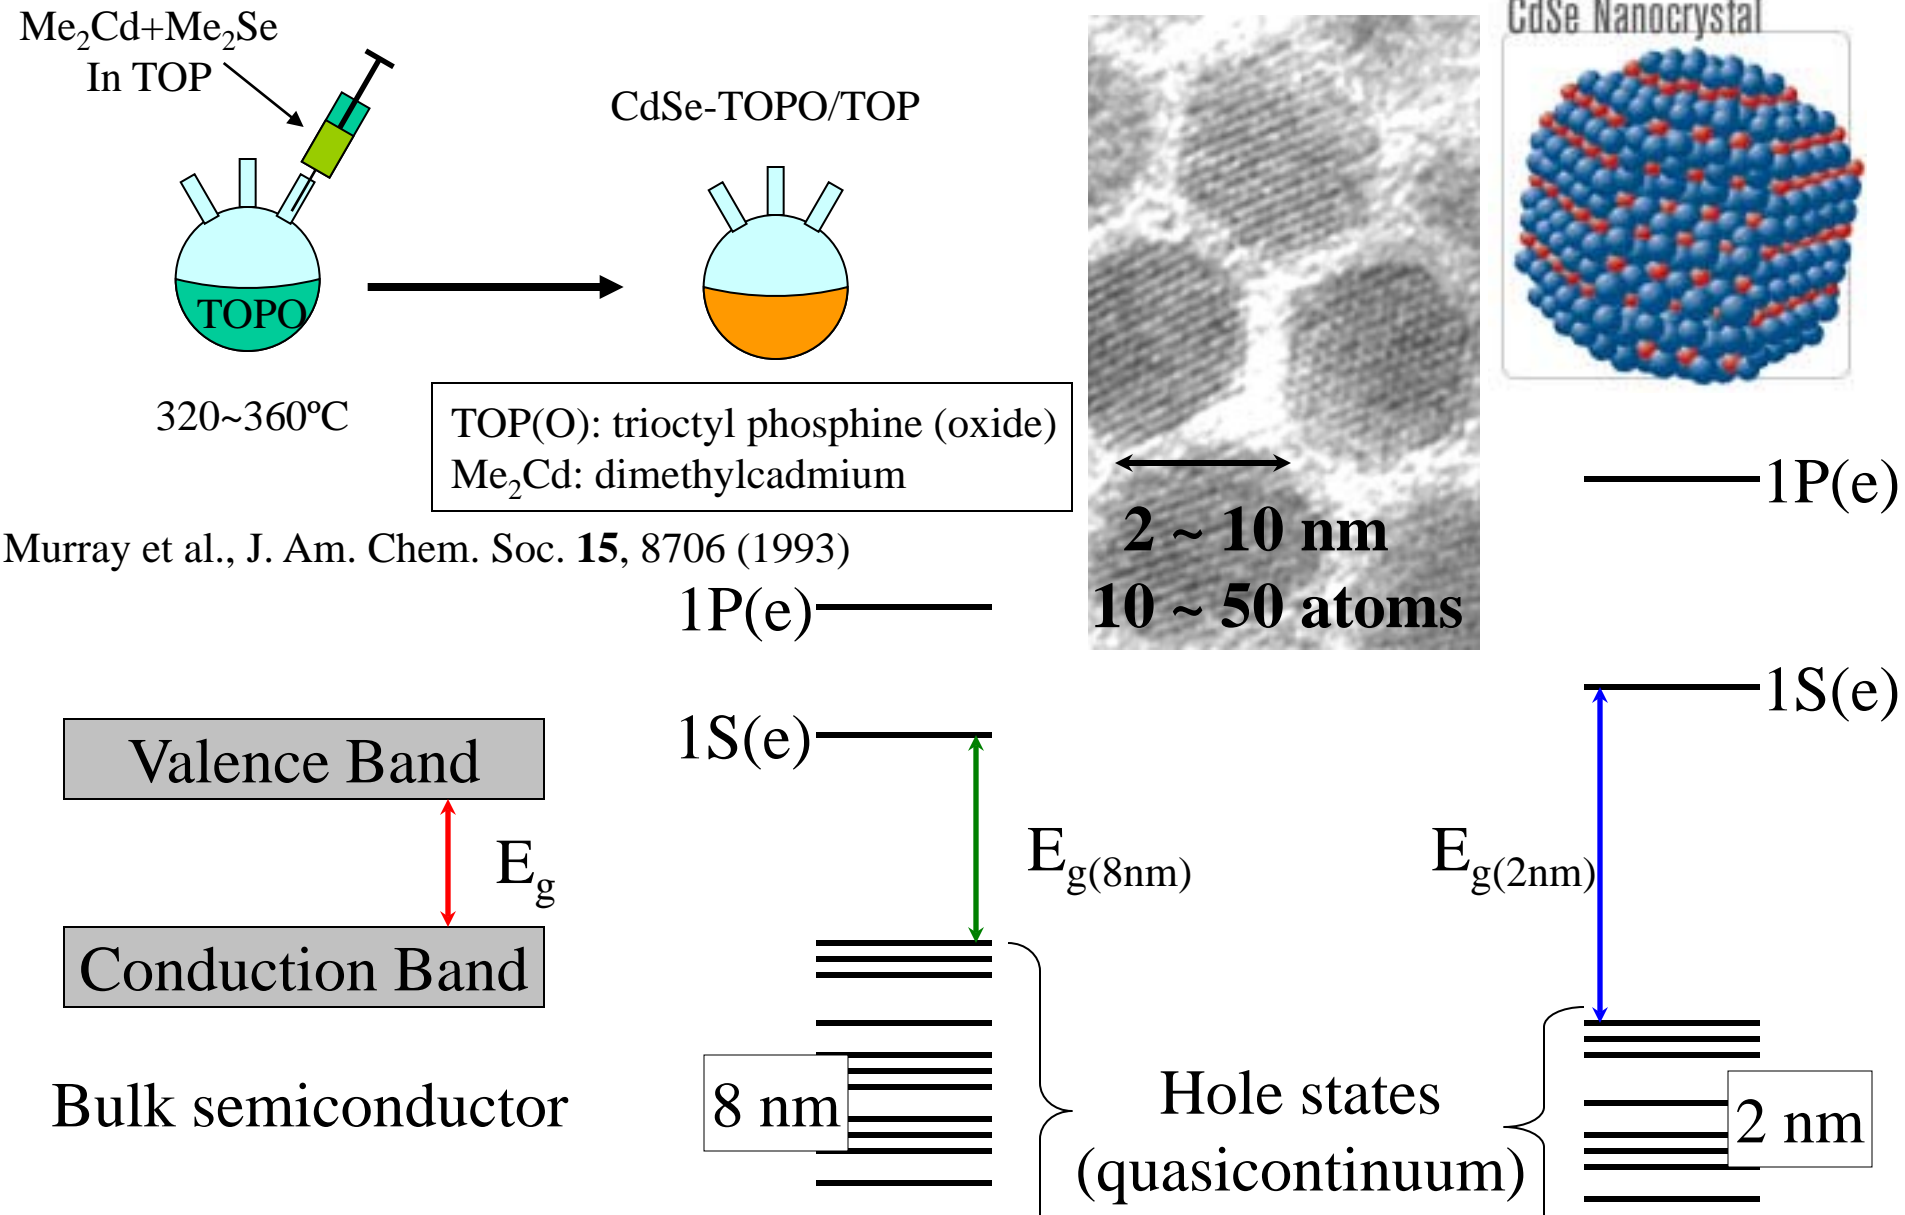 Me₂Cd+Me₂Se
In TOP
CdSe-TOPO/TOP
CdSe Nanocrystal
TOPO
320~360ºC
TOP(O): trioctyl phosphine (oxide)
Me₂Cd: dimethylcadmium
Murray et al., J. Am. Chem. Soc. 15, 8706 (1993)
2 ~ 10 nm
10 ~ 50 atoms
1P(e)
1S(e)
1P(e)
1S(e)
Valence Band
E₉
Conduction Band
Bulk semiconductor
Eg(8nm)
Eg(2nm)
8 nm
Hole states
(quasicontinuum)
2 nm